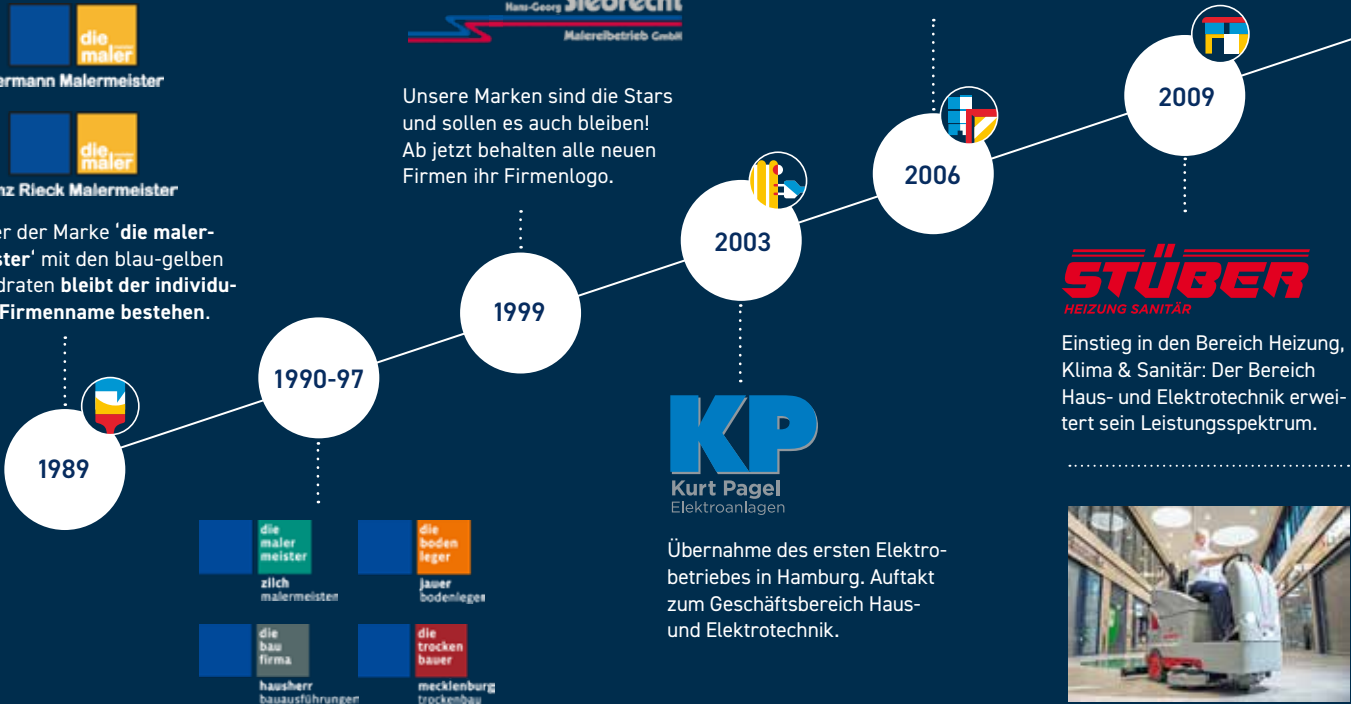 die
maler
ermann Malermeister
die
maler
nz Rieck Malermeister
er der Marke ‘die maler-
ster‘ mit den blau-gelben
draten bleibt der individu-
Firmenname bestehen.
1989
1990-97
die
maler
meister
zilch
malermeister
die
boden
leger
jauer
bodenleger
die
bau
firma
hausherr
bauausführungen
die
trocken
bauer
mecklenburg
trockenbau
Hans-Georg Siebrecht
Malereibetrieb GmbH
Unsere Marken sind die Stars
und sollen es auch bleiben!
Ab jetzt behalten alle neuen
Firmen ihr Firmenlogo.
1999
2003
KP
Kurt Pagel
Elektroanlagen
Übernahme des ersten Elektro-
betriebes in Hamburg. Auftakt
zum Geschäftsbereich Haus-
und Elektrotechnik.
2006
2009
STÜBER
HEIZUNG SANITÄR
Einstieg in den Bereich Heizung,
Klima & Sanitär: Der Bereich
Haus- und Elektrotechnik erwei-
tert sein Leistungsspektrum.